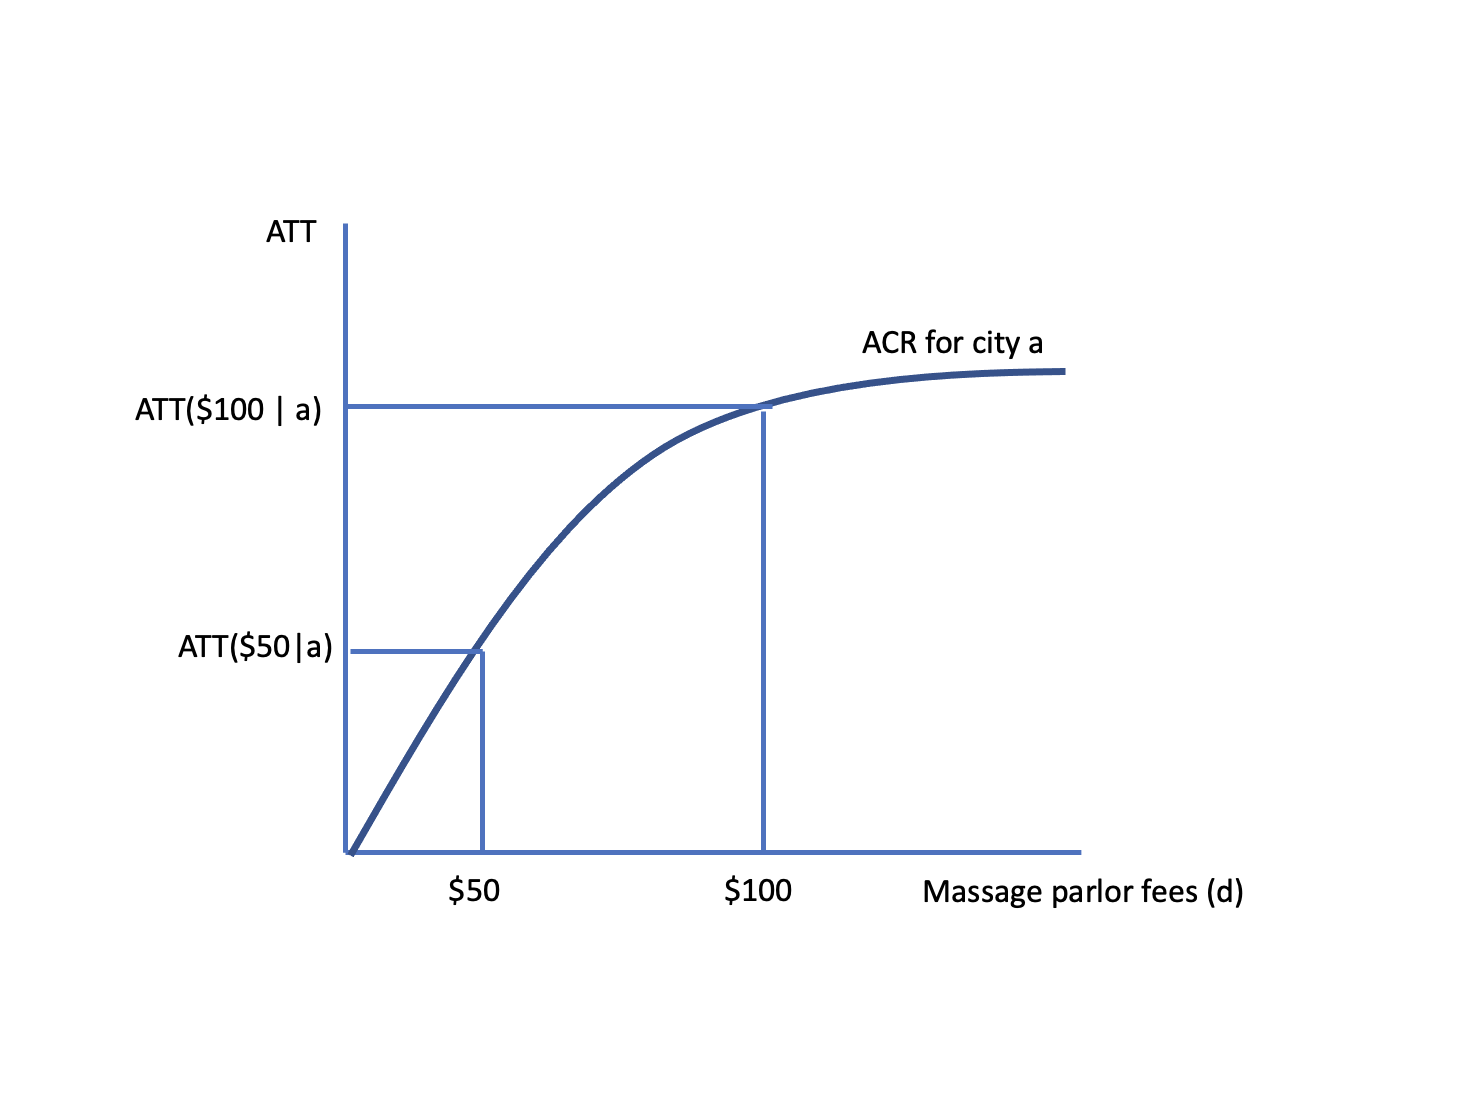 ATT
ACR for city a
ATT($100 | a)
ATT($50|a)
$50
$100
Massage parlor fees (d)